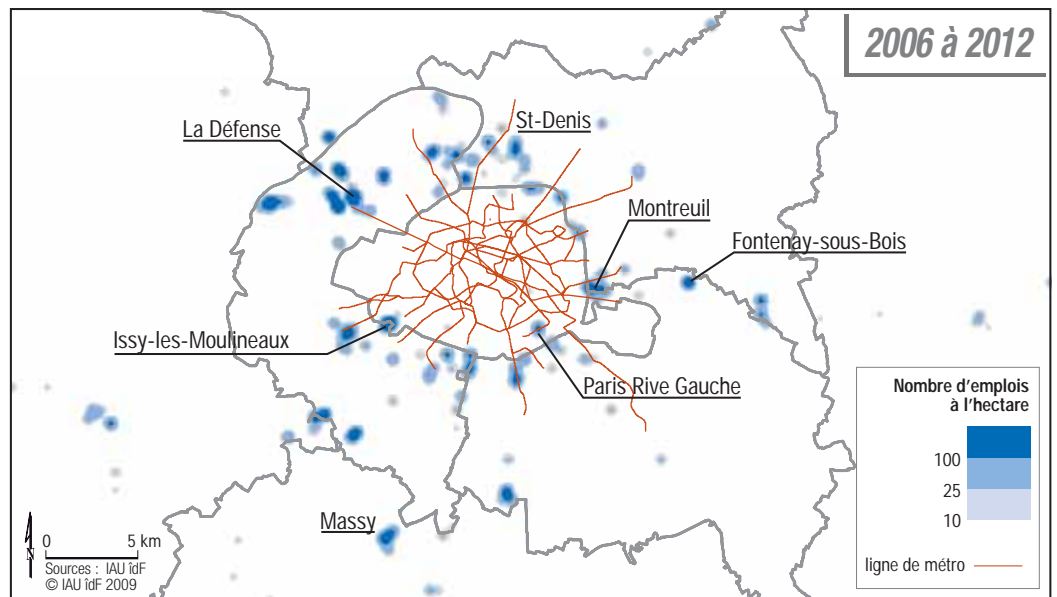 2006 à 2012
St-Denis
La Défense
Montreuil
Fontenay-sous-Bois
Issy-les-Moulineaux
Paris Rive Gauche
Massy
Nombre d'emplois
à l'hectare
100
25
10
ligne de métro
N
0 5 km
Sources : IAU îdF
© IAU îdF 2009